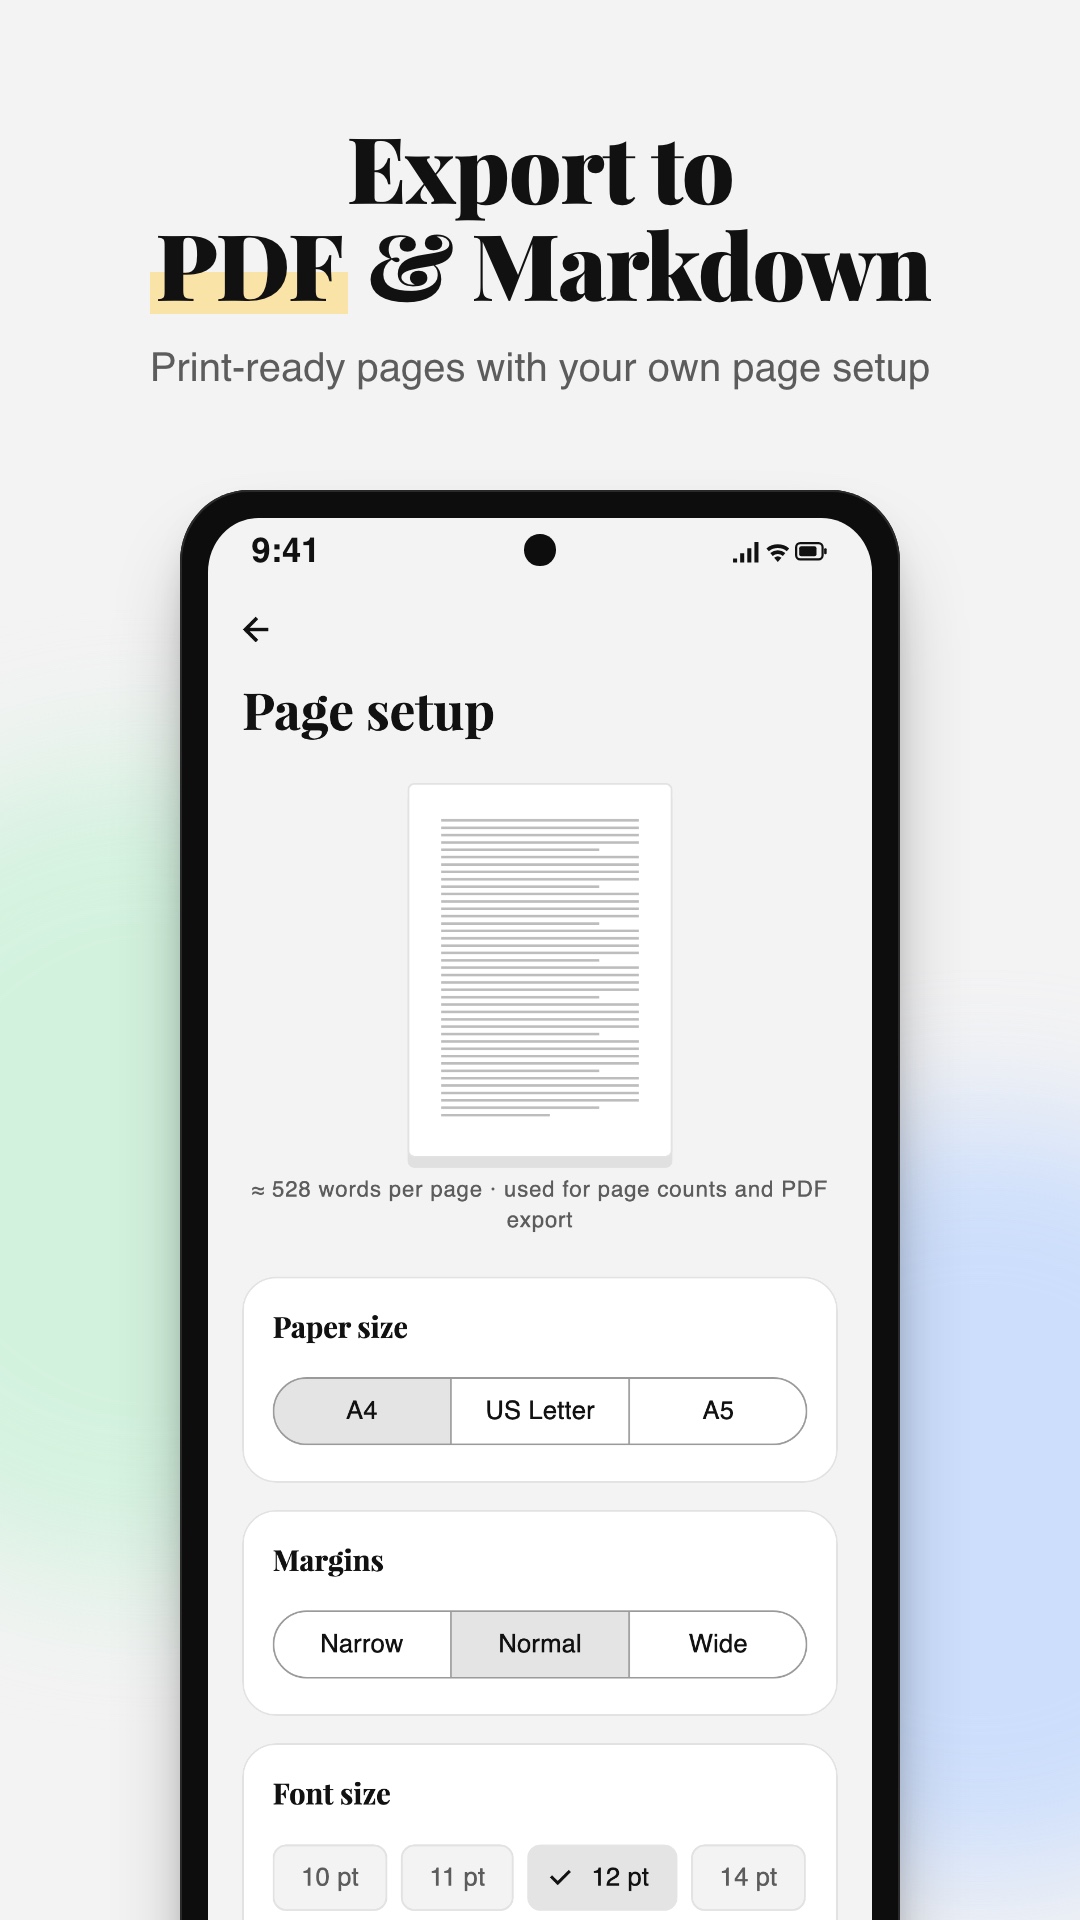 Export to
PDF & Markdown
Print-ready pages with your own page setup
9:41
Page setup
≈ 528 words per page · used for page counts and PDF
export
Paper size
A4 US Letter A5
Margins
Narrow Normal Wide
Font size
10 pt 11 pt 12 pt 14 pt